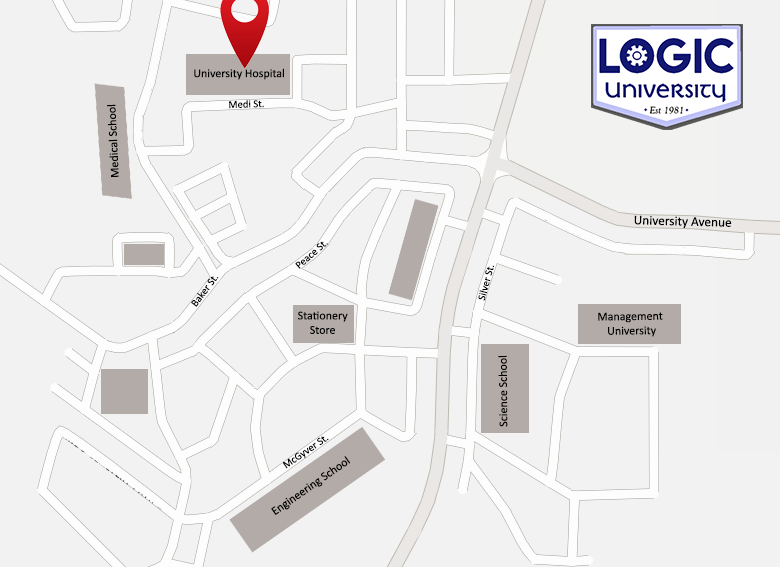 LOGIC
University
• Est 1981 •
University Hospital
Medi St.
Medical School
University Avenue
Peace St.
Baker St.
Silver St.
Stationery
Store
Management
University
Science School
McGyver St.
Engineering School